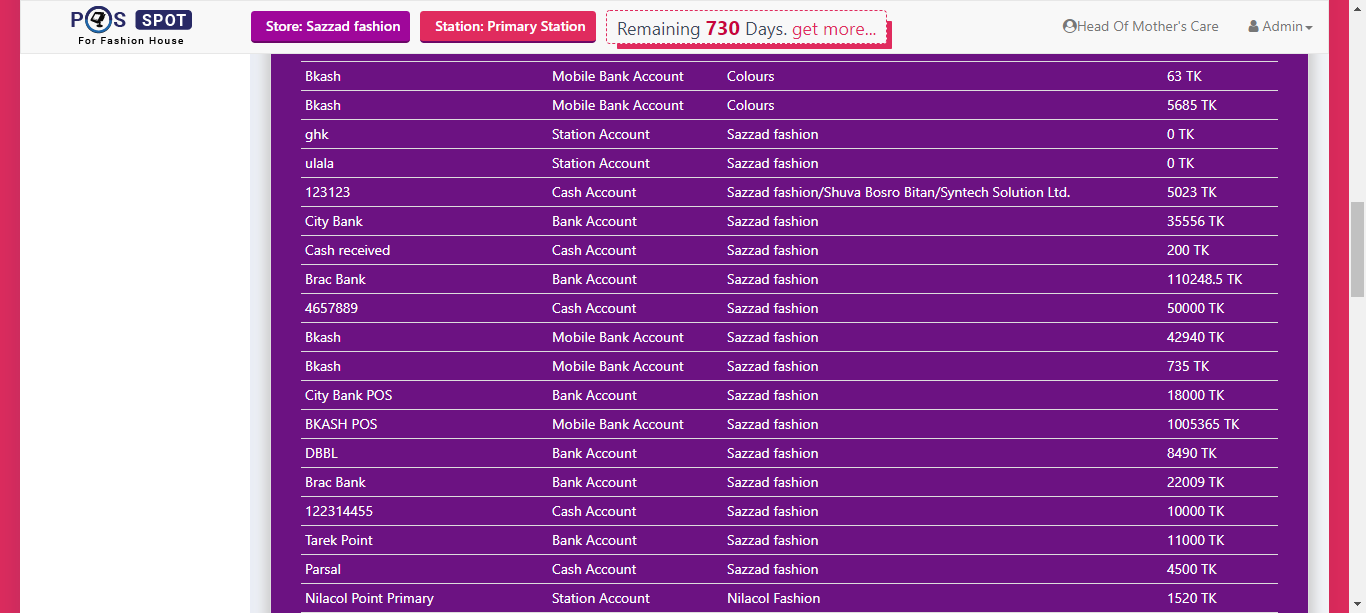 POS SPOT
For Fashion House
Store: Sazzad fashion
Station: Primary Station
Remaining 730 Days. get more...
Head Of Mother's Care
Admin
Bkash Mobile Bank Account Colours 63 TK
Bkash Mobile Bank Account Colours 5685 TK
ghk Station Account Sazzad fashion 0 TK
ulala Station Account Sazzad fashion 0 TK
123123 Cash Account Sazzad fashion/Shuva Bosro Bitan/Syntech Solution Ltd. 5023 TK
City Bank Bank Account Sazzad fashion 35556 TK
Cash received Cash Account Sazzad fashion 200 TK
Brac Bank Bank Account Sazzad fashion 110248.5 TK
4657889 Cash Account Sazzad fashion 50000 TK
Bkash Mobile Bank Account Sazzad fashion 42940 TK
Bkash Mobile Bank Account Sazzad fashion 735 TK
City Bank POS Bank Account Sazzad fashion 18000 TK
BKASH POS Mobile Bank Account Sazzad fashion 1005365 TK
DBBL Bank Account Sazzad fashion 8490 TK
Brac Bank Bank Account Sazzad fashion 22009 TK
122314455 Cash Account Sazzad fashion 10000 TK
Tarek Point Bank Account Sazzad fashion 11000 TK
Parsal Cash Account Sazzad fashion 4500 TK
Nilacol Point Primary Station Account Nilacol Fashion 1520 TK